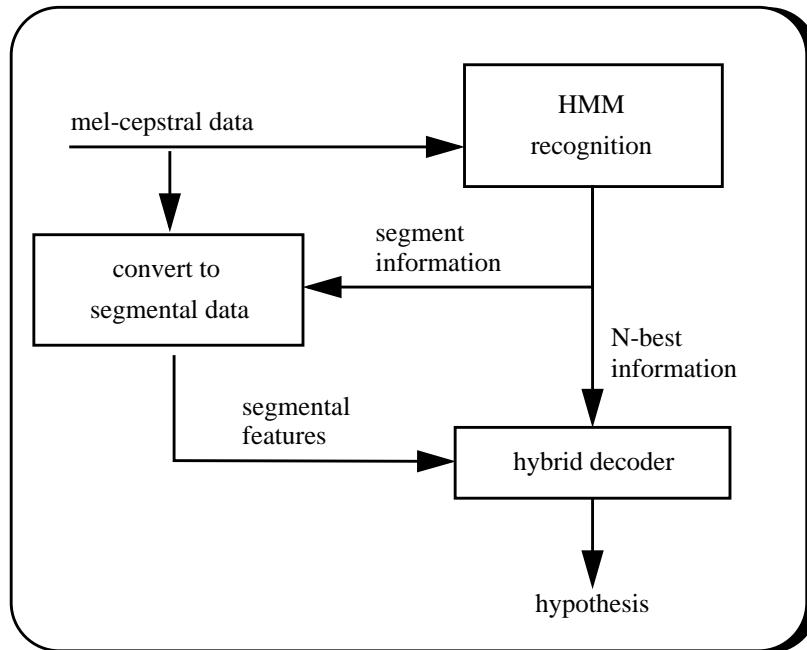 HMM
recognition
mel-cepstral data
segment
information
convert to
segmental data
N-best
information
segmental
features
hybrid decoder
hypothesis